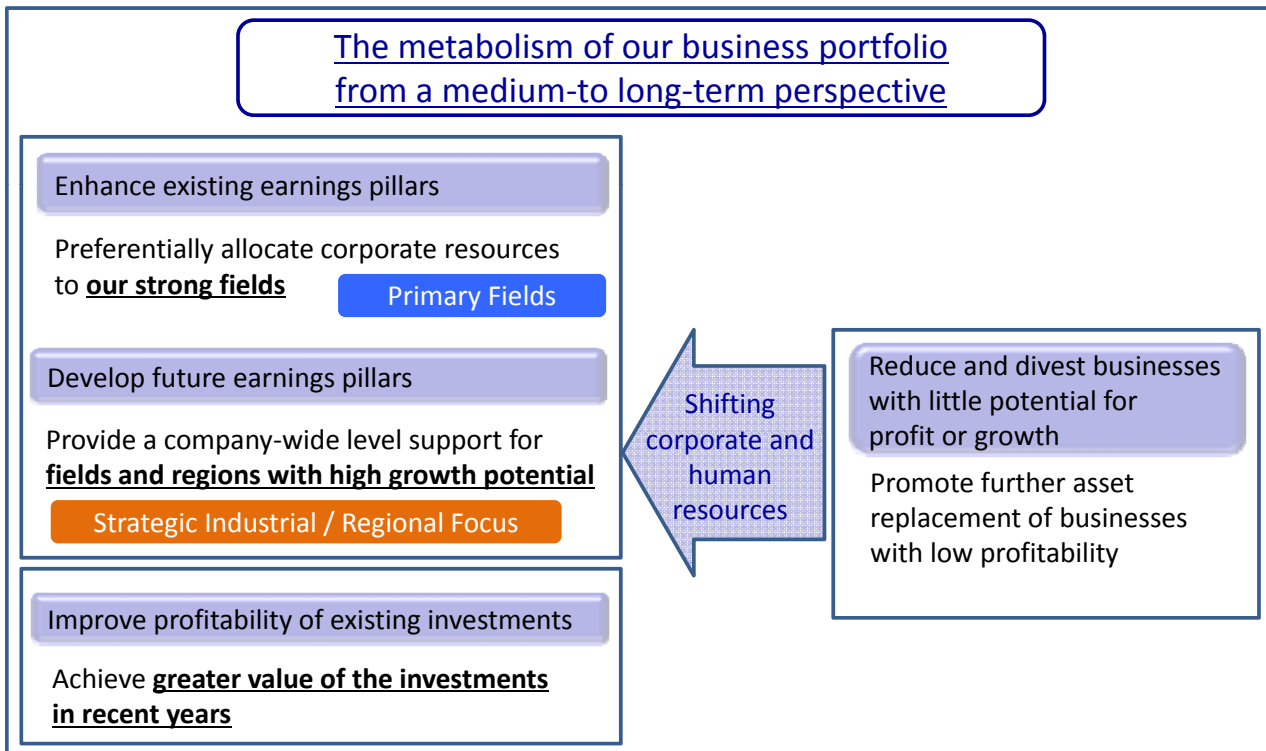 The metabolism of our business portfolio
from a medium-to long-term perspective
Enhance existing earnings pillars
Preferentially allocate corporate resources
to our strong fields
Primary Fields
Develop future earnings pillars
Provide a company-wide level support for
fields and regions with high growth potential
Strategic Industrial / Regional Focus
Improve profitability of existing investments
Achieve greater value of the investments
in recent years
Shifting
corporate and
human
resources
Reduce and divest businesses
with little potential for
profit or growth
Promote further asset
replacement of businesses
with low profitability